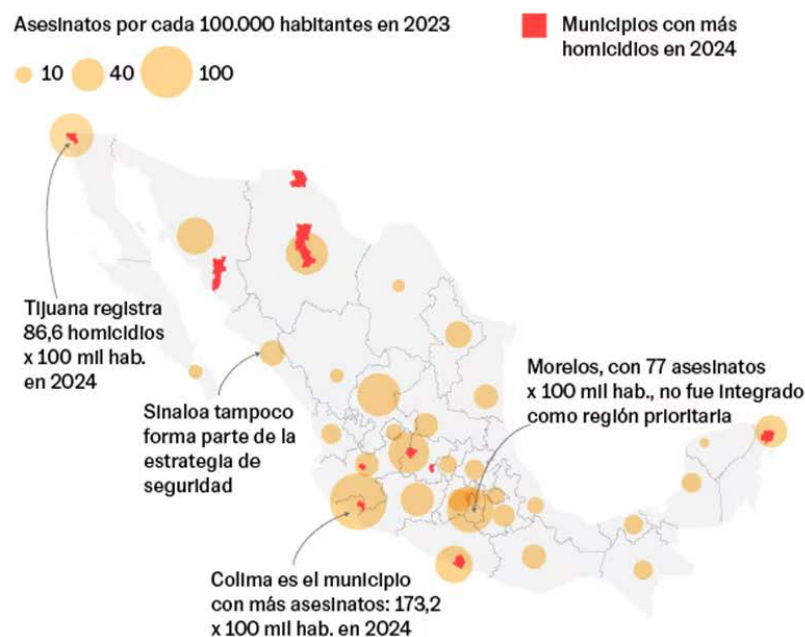 Asesinatos por cada 100.000 habitantes en 2023
10
40
100
Municipios con más
homicidios en 2024
Tijuana registra
86,6 homicidios
x 100 mil hab.
en 2024
Sinaloa tampoco
forma parte de la
estrategia de
seguridad
Morelos, con 77 asesinatos
x 100 mil hab., no fue integrado
como región prioritaria
Colima es el municipio
con más asesinatos: 173,2
x 100 mil hab. en 2024